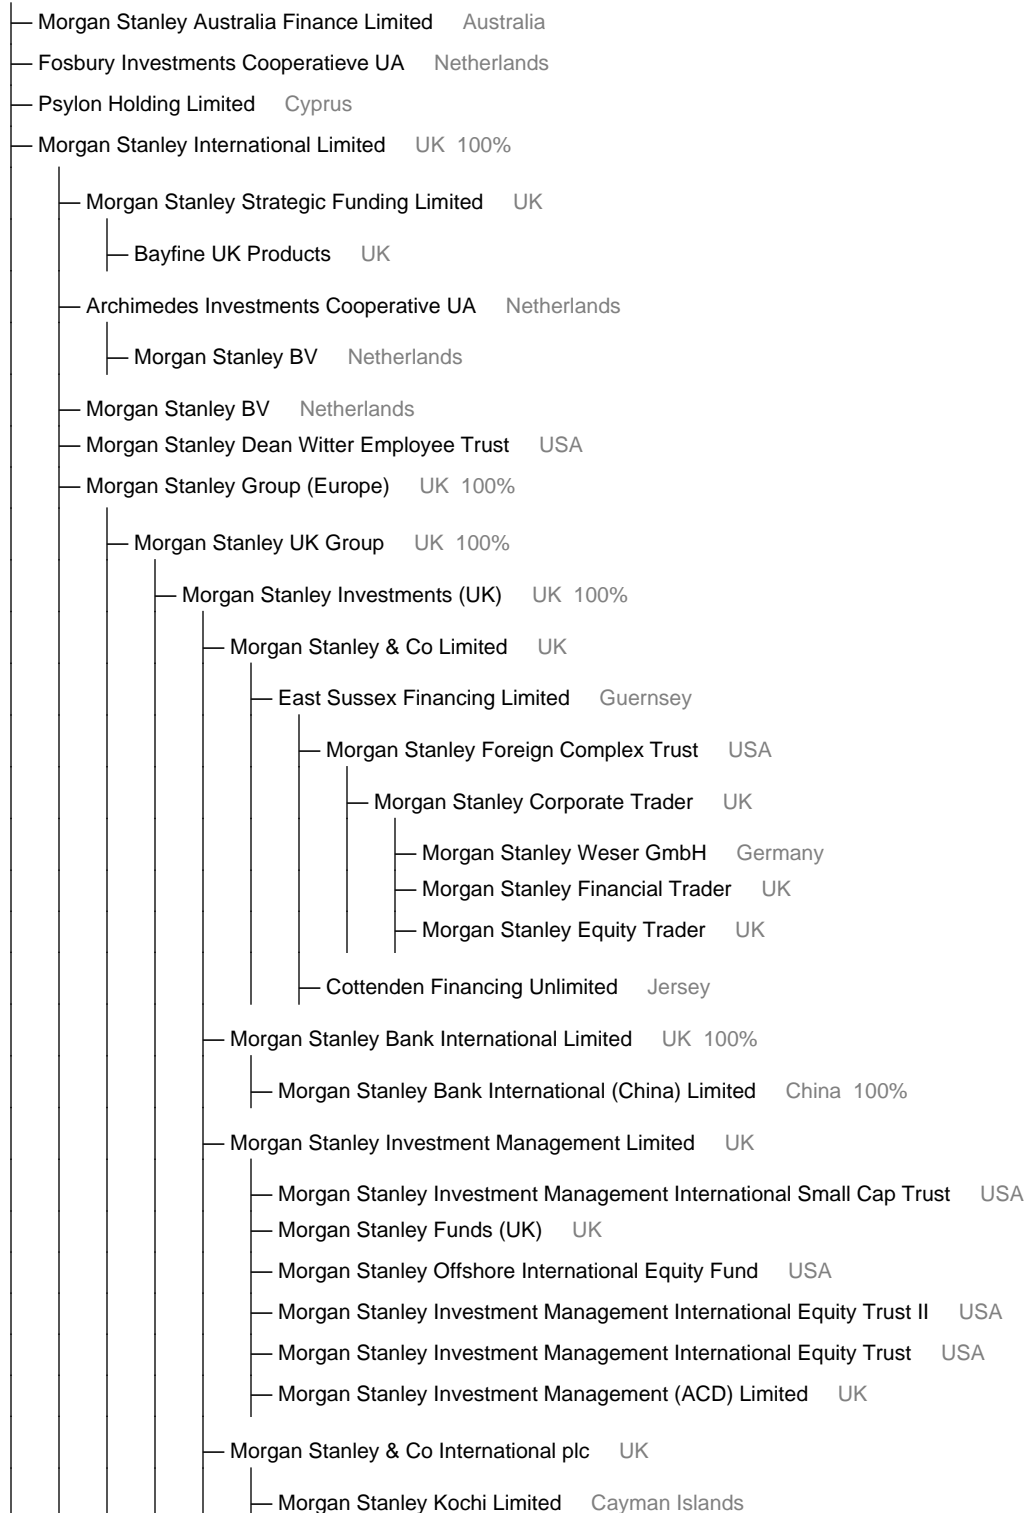 Morgan Stanley Australia Finance Limited Australia
Fosbury Investments Cooperatieve UA Netherlands
Psylon Holding Limited Cyprus
Morgan Stanley International Limited UK 100%
Morgan Stanley Strategic Funding Limited UK
Bayfine UK Products UK
Archimedes Investments Cooperative UA Netherlands
Morgan Stanley BV Netherlands
Morgan Stanley BV Netherlands
Morgan Stanley Dean Witter Employee Trust USA
Morgan Stanley Group (Europe) UK 100%
Morgan Stanley UK Group UK 100%
Morgan Stanley Investments (UK) UK 100%
Morgan Stanley & Co Limited UK
East Sussex Financing Limited Guernsey
Morgan Stanley Foreign Complex Trust USA
Morgan Stanley Corporate Trader UK
Morgan Stanley Weser GmbH Germany
Morgan Stanley Financial Trader UK
Morgan Stanley Equity Trader UK
Cottenden Financing Unlimited Jersey
Morgan Stanley Bank International Limited UK 100%
Morgan Stanley Bank International (China) Limited China 100%
Morgan Stanley Investment Management Limited UK
Morgan Stanley Investment Management International Small Cap Trust USA
Morgan Stanley Funds (UK) UK
Morgan Stanley Offshore International Equity Fund USA
Morgan Stanley Investment Management International Equity Trust II USA
Morgan Stanley Investment Management International Equity Trust USA
Morgan Stanley Investment Management (ACD) Limited UK
Morgan Stanley & Co International plc UK
Morgan Stanley Kochi Limited Cayman Islands